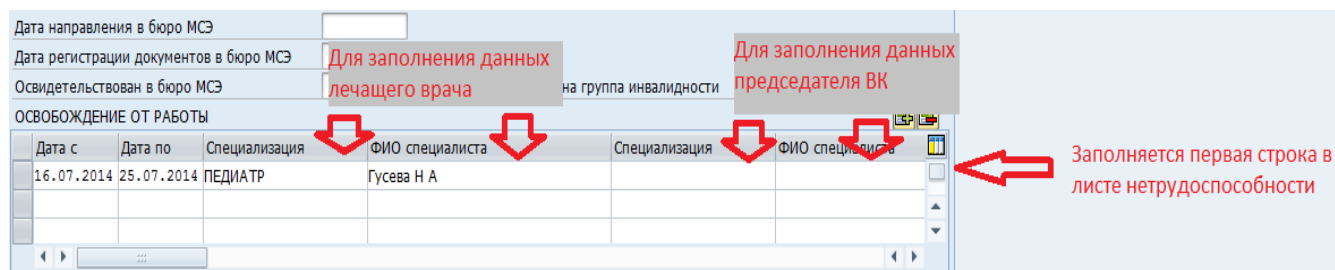 Дата направления в бюро МСЭ
Дата регистрации документов в бюро МСЭ
Освидетельствован в бюро МСЭ
на группа инвалидности
Для заполнения данных
лечащего врача
Для заполнения данных
председателя ВК
ОСВОБОЖДЕНИЕ ОТ РАБОТЫ
Дата с Дата по Специализация ФИО специалиста Специализация ФИО специалиста
16.07.2014 25.07.2014 ПЕДИАТР Гусева Н А
Заполняется первая строка в
листе нетрудоспособности